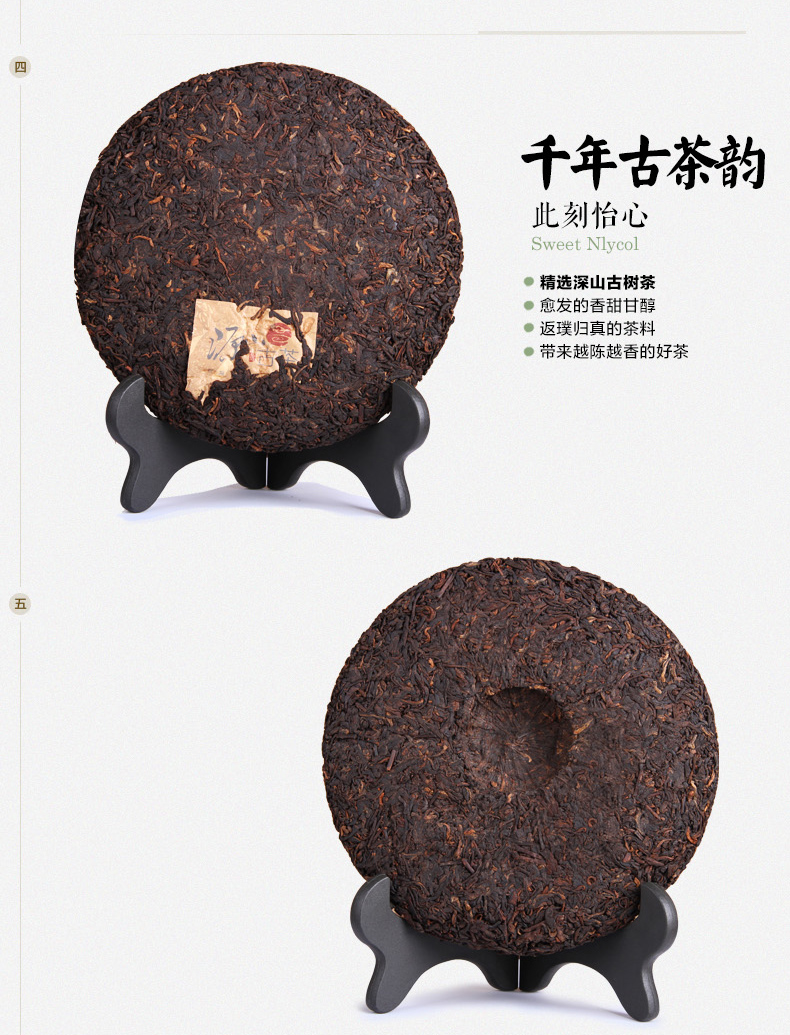 四
千年古茶韵
此刻怡心
Sweet Nlycol
精选深山古树茶
愈发的香甜甘醇
返璞归真的茶料
带来越陈越香的好茶
五